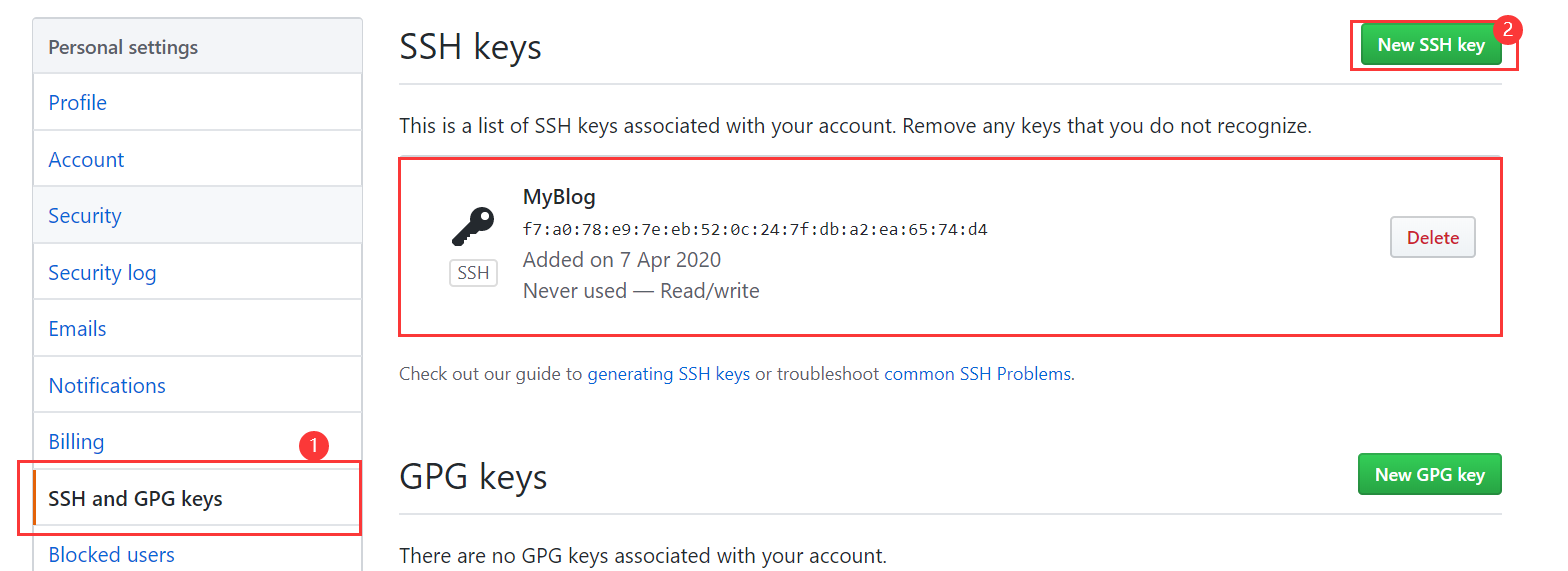 Personal settings
Profile
Account
Security
Security log
Emails
Notifications
Billing
1
SSH and GPG keys
Blocked users
SSH keys
New SSH key
2
This is a list of SSH keys associated with your account. Remove any keys that you do not recognize.
MyBlog
f7:a0:78:e9:7e:eb:52:0c:24:7f:db:a2:ea:65:74:d4
Added on 7 Apr 2020
SSH
Never used — Read/write
Delete
Check out our guide to generating SSH keys or troubleshoot common SSH Problems.
GPG keys
New GPG key
There are no GPG keys associated with your account.